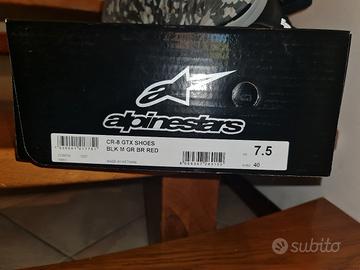 alpinestars
CR-8 GTX SHOES
BLK M GR BR RED
7.5
40
subito